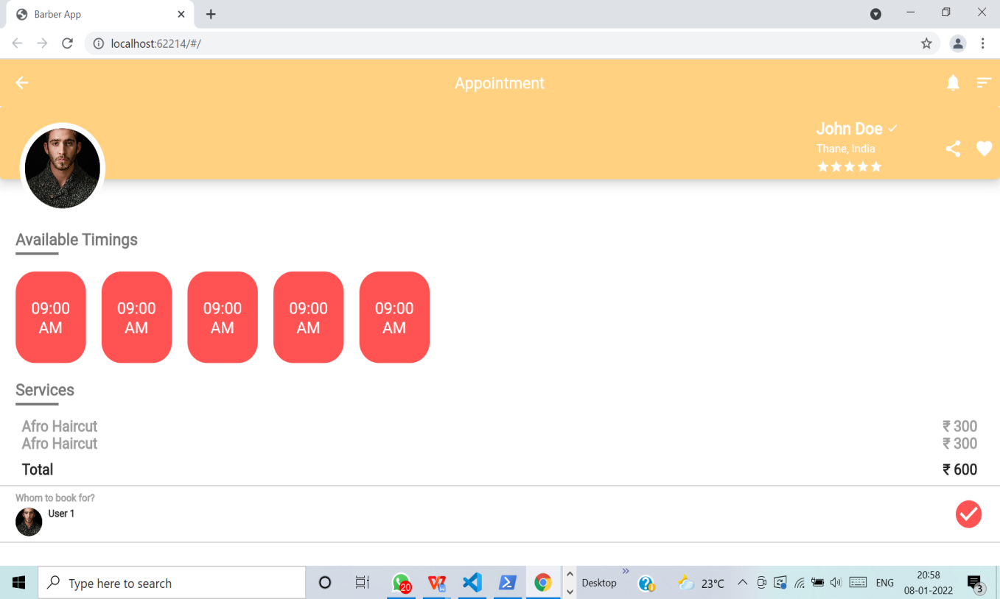 Barber App
localhost:62214/#/
Appointment
John Doe
Thane, India
Available Timings
09:00 09:00 09:00 09:00 09:00
AM AM AM AM AM
Services
Afro Haircut ₹ 300
Afro Haircut ₹ 300
Total ₹ 600
Whom to book for?
User 1
Type here to search
20
Desktop
23°C
ENG
20:58
08-01-2022
3